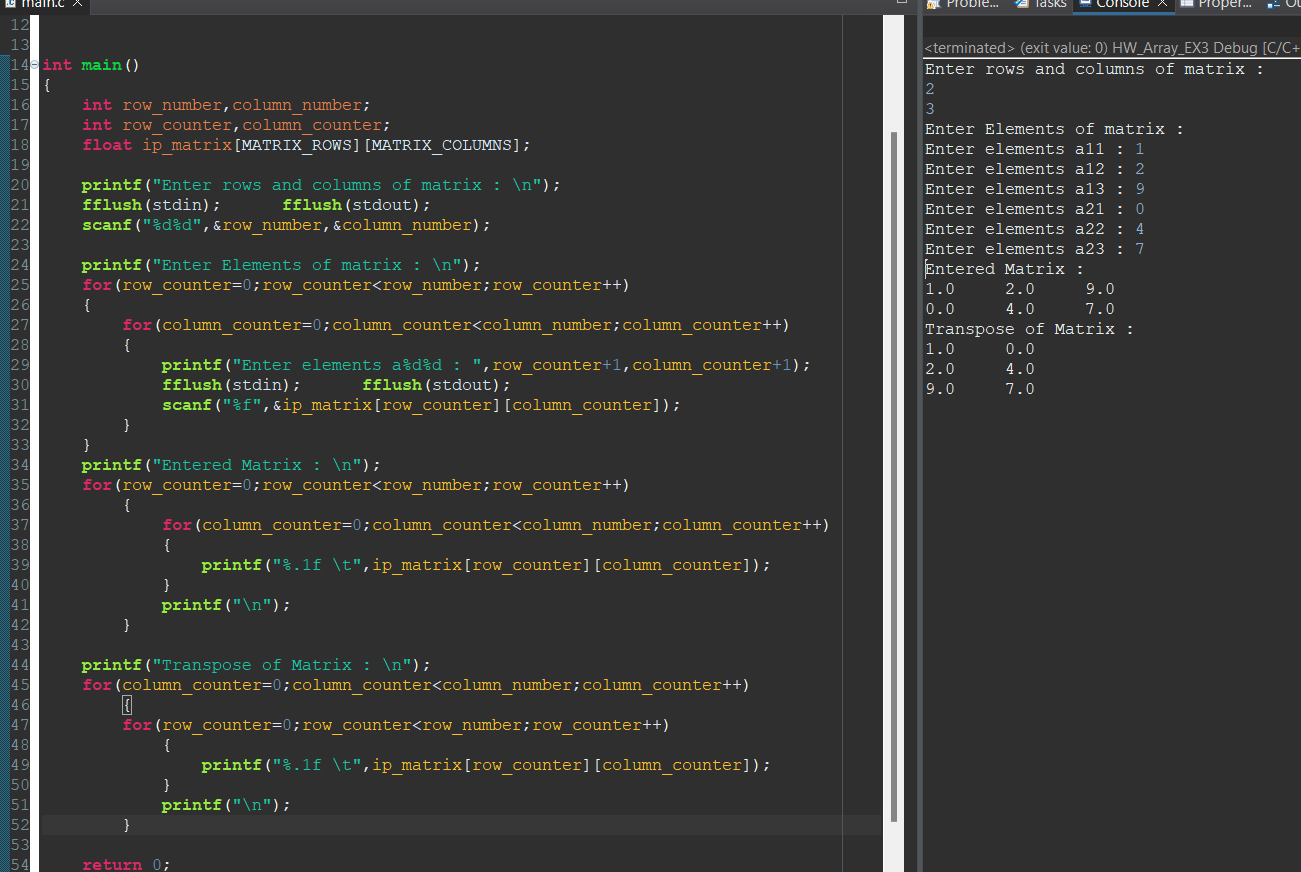 main.c
Proble... Tasks Console Proper... Ou
12
13
<terminated> (exit value: 0) HW_Array_EX3 Debug [C/C+
14 int main()
15 {
16 int row_number,column_number;
17 int row_counter,column_counter;
18 float ip_matrix[MATRIX_ROWS][MATRIX_COLUMNS];
19
20 printf("Enter rows and columns of matrix : \n");
21 fflush(stdin); fflush(stdout);
22 scanf("%d%d",&row_number,&column_number);
23
24 printf("Enter Elements of matrix : \n");
25 for(row_counter=0;row_counter<row_number;row_counter++)
26 {
27 for(column_counter=0;column_counter<column_number;column_counter++)
28 {
29 printf("Enter elements a%d%d : ",row_counter+1,column_counter+1);
30 fflush(stdin); fflush(stdout);
31 scanf("%f",&ip_matrix[row_counter][column_counter]);
32 }
33 }
34 printf("Entered Matrix : \n");
35 for(row_counter=0;row_counter<row_number;row_counter++)
36 {
37 for(column_counter=0;column_counter<column_number;column_counter++)
38 {
39 printf("%.1f \t",ip_matrix[row_counter][column_counter]);
40 }
41 printf("\n");
42 }
43
44 printf("Transpose of Matrix : \n");
45 for(column_counter=0;column_counter<column_number;column_counter++)
46 {
47 for(row_counter=0;row_counter<row_number;row_counter++)
48 {
49 printf("%.1f \t",ip_matrix[row_counter][column_counter]);
50 }
51 printf("\n");
52 }
53
54 return 0;
Enter rows and columns of matrix :
2
3
Enter Elements of matrix :
Enter elements a11 : 1
Enter elements a12 : 2
Enter elements a13 : 9
Enter elements a21 : 0
Enter elements a22 : 4
Enter elements a23 : 7
Entered Matrix :
1.0 2.0 9.0
0.0 4.0 7.0
Transpose of Matrix :
1.0 0.0
2.0 4.0
9.0 7.0